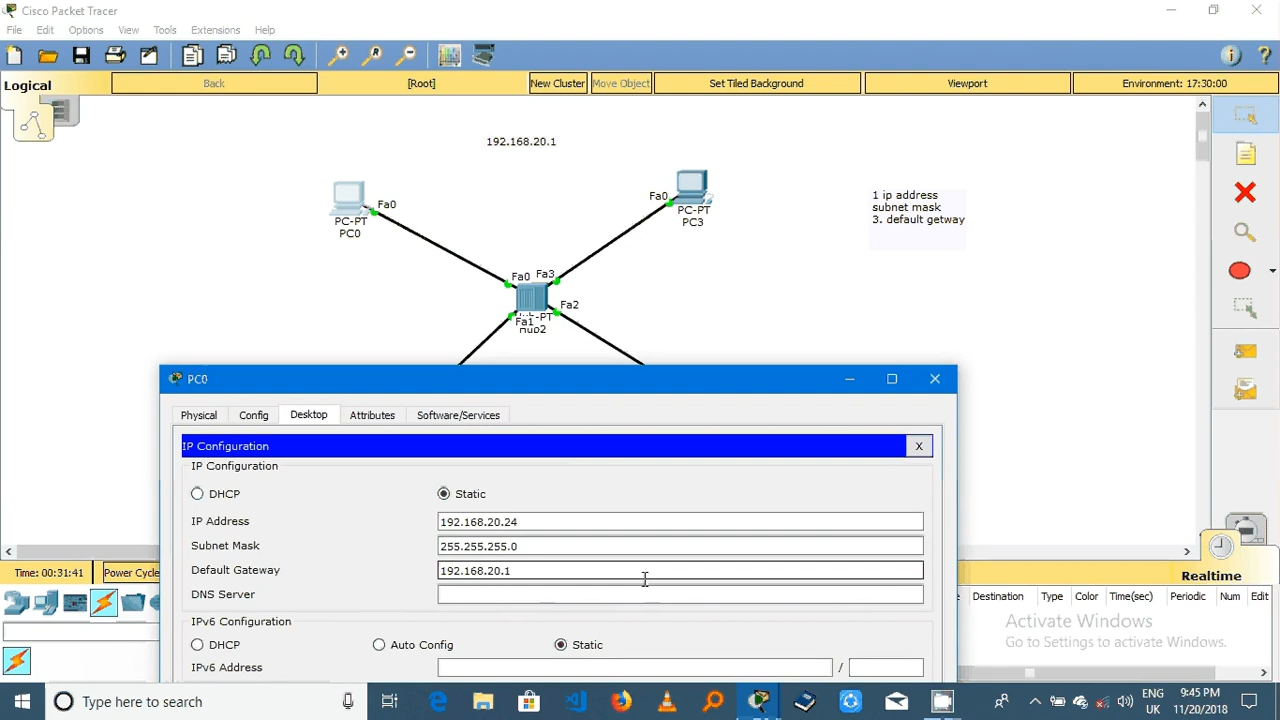 Cisco Packet Tracer
File Edit Options View Tools Extensions Help
Logical
Back
[Root]
New Cluster
Move Object
Set Tiled Background
Viewport
Environment: 17:30:00
192.168.20.1
Fa0
PC-PT
PC0
Fa0
PC-PT
PC3
1 ip address
subnet mask
3. default getway
Fa0 Fa3
Fa2
Fa1
PC0
Physical Config Desktop Attributes Software/Services
IP Configuration X
IP Configuration
DHCP Static
IP Address 192.168.20.24
Subnet Mask 255.255.255.0
Default Gateway 192.168.20.1
DNS Server
IPv6 Configuration
DHCP Auto Config Static
IPv6 Address /
Time: 00:31:41 Power Cycle
Realtime
Destination Type Color Time(sec) Periodic Num Edit
Activate Windows
Go to Settings to activate Windows.
Type here to search
ENG
UK
9:45 PM
11/20/2018